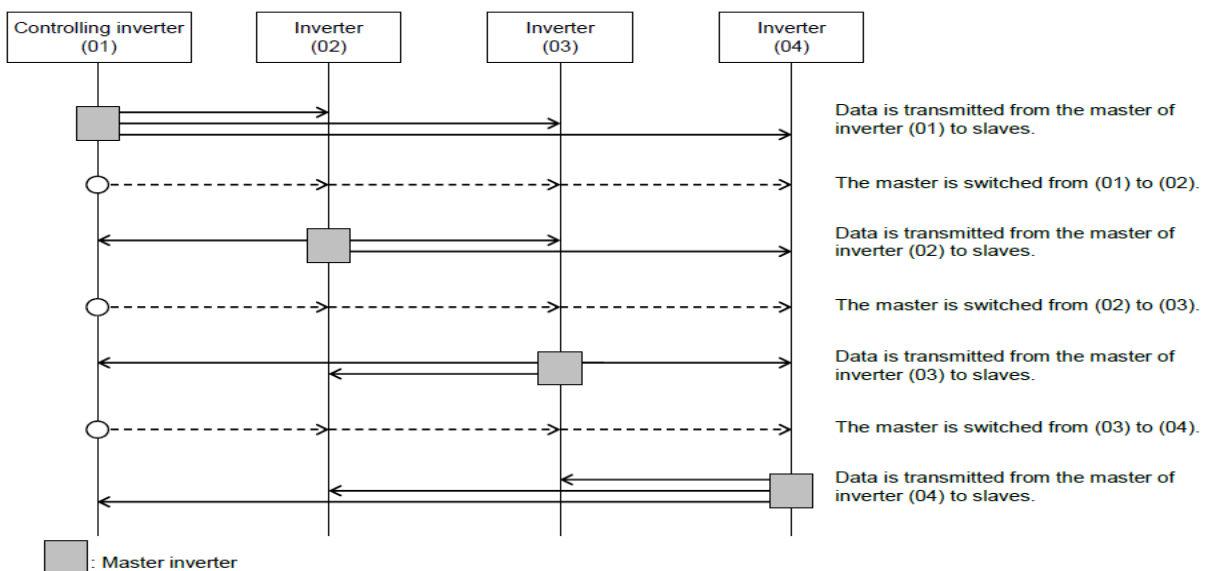 Controlling inverter
(01)
Inverter
(02)
Inverter
(03)
Inverter
(04)
Data is transmitted from the master of
inverter (01) to slaves.
The master is switched from (01) to (02).
Data is transmitted from the master of
inverter (02) to slaves.
The master is switched from (02) to (03).
Data is transmitted from the master of
inverter (03) to slaves.
The master is switched from (03) to (04).
Data is transmitted from the master of
inverter (04) to slaves.
: Master inverter